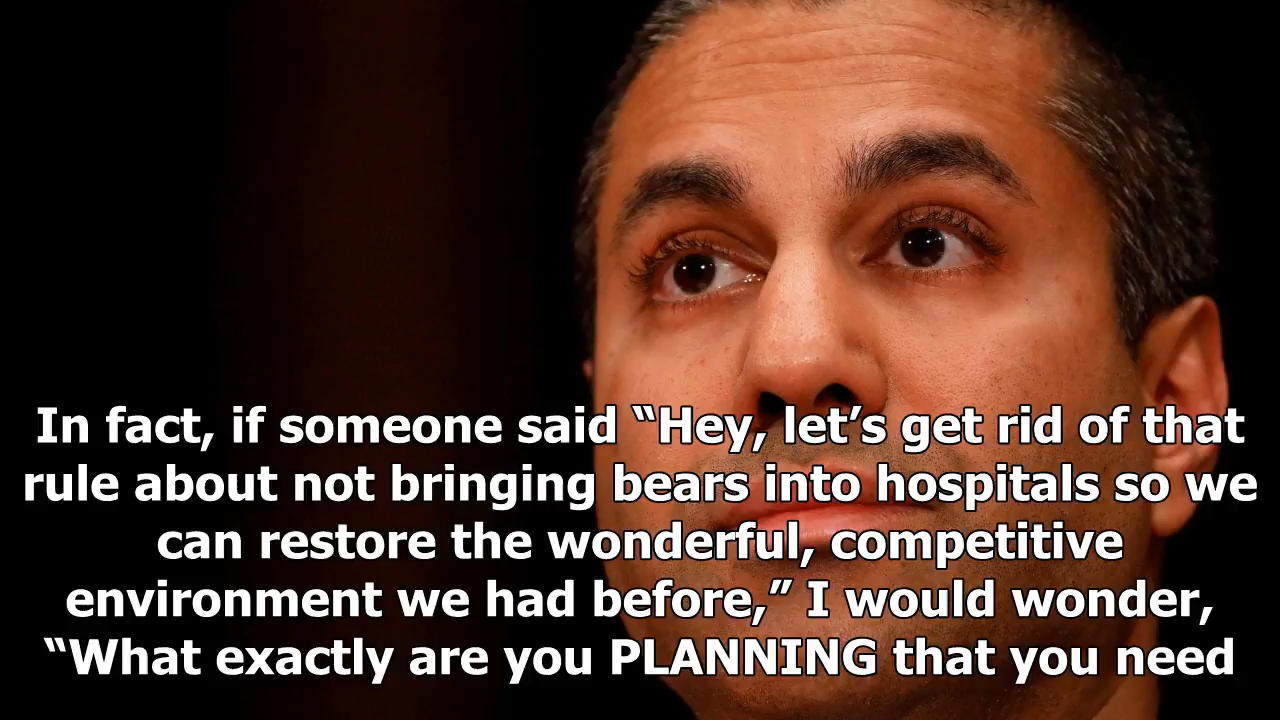 In fact, if someone said “Hey, let’s get rid of that
rule about not bringing bears into hospitals so we
can restore the wonderful, competitive
environment we had before,” I would wonder,
“What exactly are you PLANNING that you need